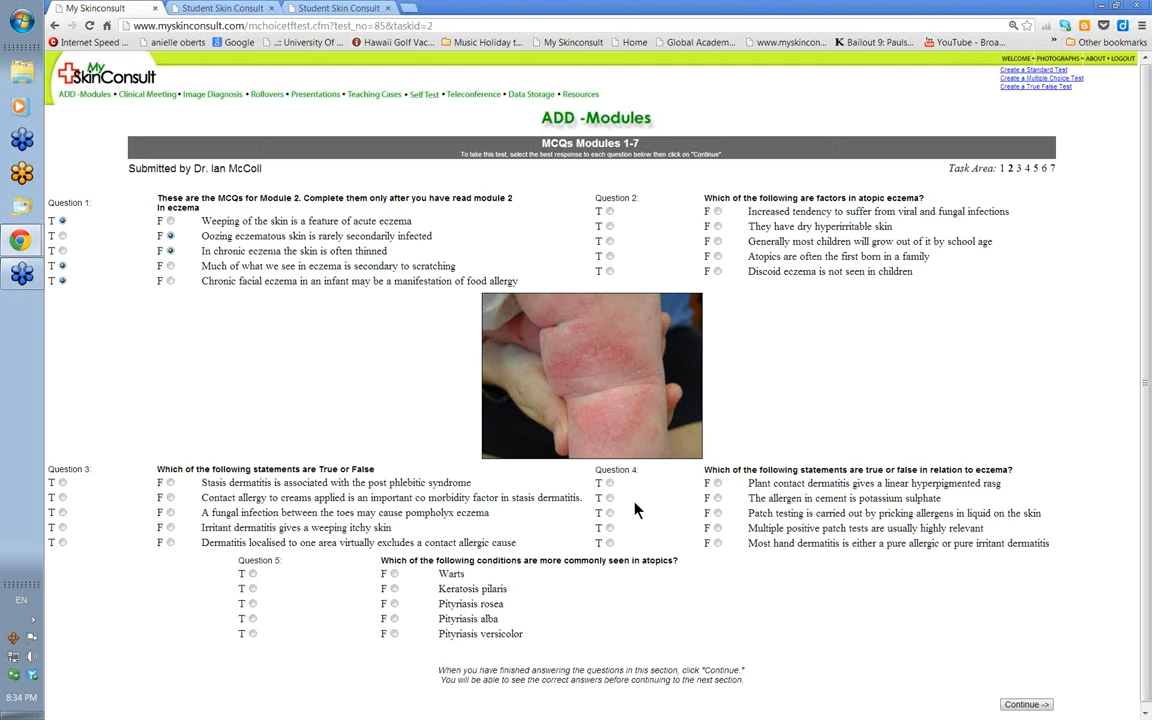 My Skinconsult
Student Skin Consult
Student Skin Consult
www.myskinconsult.com/mchoicetftest.cfm?test_no=85&taskid=2
Internet Speed ...
anielle oberts
Google
..:: University Of ...
Hawaii Golf Vac...
Music Holiday t...
My Skinconsult
Home
Global Academ...
www.myskincon...
Bailout 9: Pauls...
YouTube - Broa...
»
Other bookmarks
WELCOME • PHOTOGRAPHS • ABOUT • LOGOUT
My
SkinConsult
Create a Standard Test
Create a Multiple Choice Test
Create a True False Test
ADD -Modules • Clinical Meeting • Image Diagnosis • Rollovers • Presentations • Teaching Cases • Self Test • Teleconference • Data Storage • Resources
ADD -Modules
MCQs Modules 1-7
To take this test, select the best response to each question below then click on "Continue".
Submitted by Dr. Ian McColl
Task Area: 1 2 3 4 5 6 7
Question 1:
These are the MCQs for Module 2. Complete them only after you have read module 2
In eczema
T F Weeping of the skin is a feature of acute eczema
T F Oozing eczematous skin is rarely secondarily infected
T F In chronic eczema the skin is often thinned
T F Much of what we see in eczema is secondary to scratching
T F Chronic facial eczema in an infant may be a manifestation of food allergy
Question 2:
Which of the following are factors in atopic eczema?
T F Increased tendency to suffer from viral and fungal infections
T F They have dry hyperirritable skin
T F Generally most children will grow out of it by school age
T F Atopics are often the first born in a family
T F Discoid eczema is not seen in children
Question 3:
Which of the following statements are True or False
T F Stasis dermatitis is associated with the post phlebitic syndrome
T F Contact allergy to creams applied is an important co morbidity factor in stasis dermatitis.
T F A fungal infection between the toes may cause pompholyx eczema
T F Irritant dermatitis gives a weeping itchy skin
T F Dermatitis localised to one area virtually excludes a contact allergic cause
Question 4:
Which of the following statements are true or false in relation to eczema?
T F Plant contact dermatitis gives a linear hyperpigmented rasg
T F The allergen in cement is potassium sulphate
T F Patch testing is carried out by pricking allergens in liquid on the skin
T F Multiple positive patch tests are usually highly relevant
T F Most hand dermatitis is either a pure allergic or pure irritant dermatitis
Question 5:
Which of the following conditions are more commonly seen in atopics?
T F Warts
T F Keratosis pilaris
T F Pityriasis rosea
T F Pityriasis alba
T F Pityriasis versicolor
When you have finished answering the questions in this section, click "Continue."
You will be able to see the correct answers before continuing to the next section.
Continue ->
EN
8:34 PM